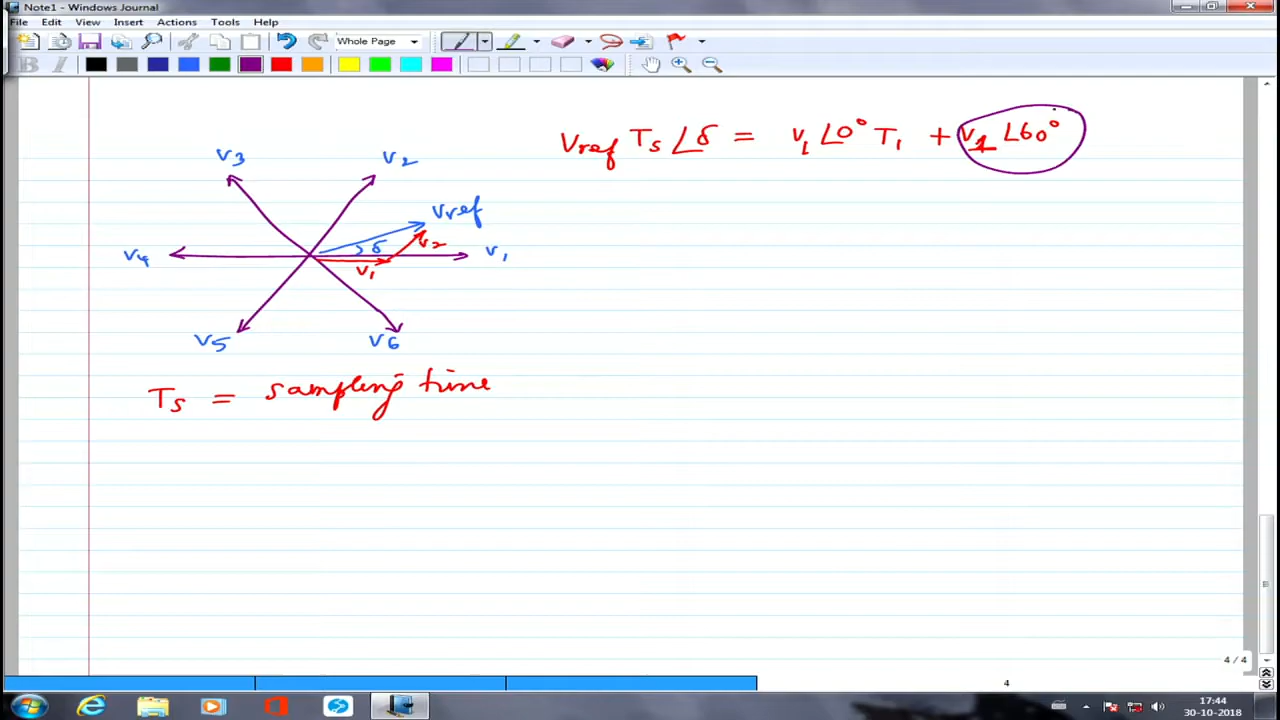 Note1 - Windows Journal
File Edit View Insert Actions Tools Help
Whole Page
B I
Vref Ts ∠δ = V1 ∠0° T1 + V1 ∠60°
V3
V2
Vref
V4
δ
V2
V1
V1
V5
V6
Ts = sampling time
4 / 4
4
17:44
30-10-2018